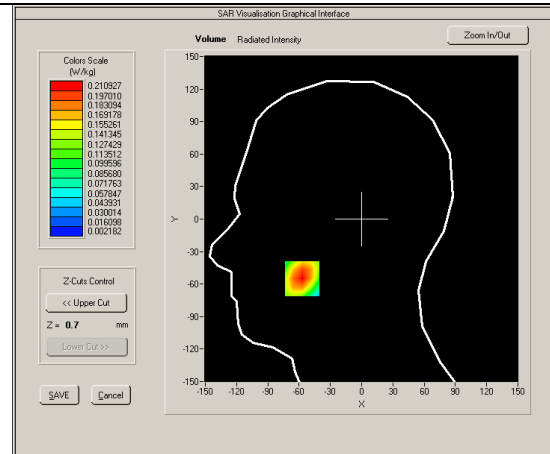 SAR Visualisation Graphical Interface
Volume Radiated Intensity
Zoom In/Out
Colors Scale
(W/kg)
0.210927
0.197010
0.183094
0.169178
0.155261
0.141345
0.127429
0.113512
0.099596
0.085680
0.071763
0.057847
0.043931
0.030014
0.016098
0.002182
Z-Cuts Control
<< Upper Cut
Z = 0.7 mm
Lower Cut >>
SAVE
Cancel
150
120
90
60
30
0
-30
-60
-90
-120
-150
Y
-150 -120 -90 -60 -30 0 30 60 90 120 150
X